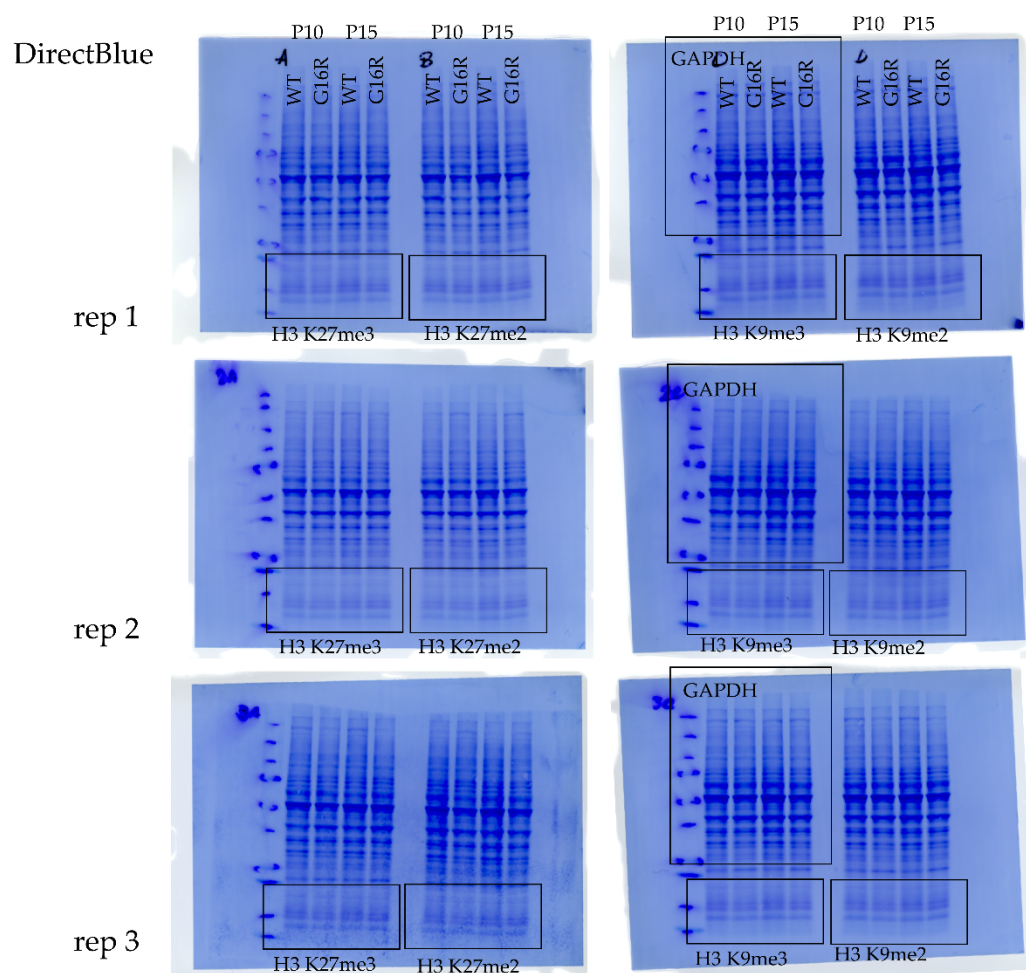 DirectBlue
P10 P15 P10 P15 P10 P15 P10 P15
A B D
GAPDH
WT G16R WT G16R WT G16R WT G16R WT G16R WT G16R WT G16R WT G16R
rep 1
H3 K27me3 H3 K27me2 H3 K9me3 H3 K9me2
GAPDH
rep 2
H3 K27me3 H3 K27me2 H3 K9me3 H3 K9me2
3A 3C
GAPDH
rep 3
H3 K27me3 H3 K27me2 H3 K9me3 H3 K9me2